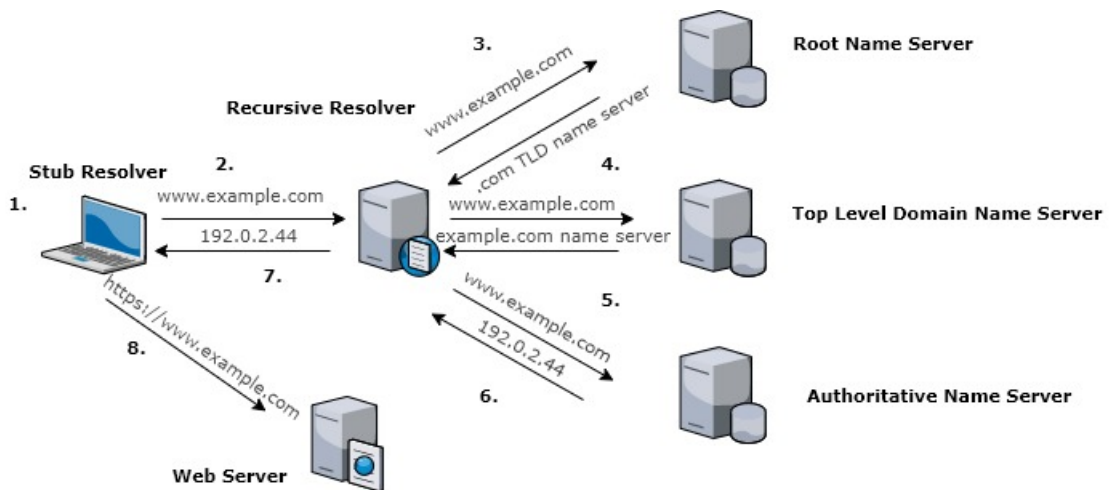 3.
Root Name Server
www.example.com
Recursive Resolver
.com TLD name server
2.
4.
Stub Resolver
1.
www.example.com
www.example.com
Top Level Domain Name Server
192.0.2.44
example.com name server
7.
www.example.com
5.
https://www.example.com
192.0.2.44
8.
6.
Authoritative Name Server
Web Server